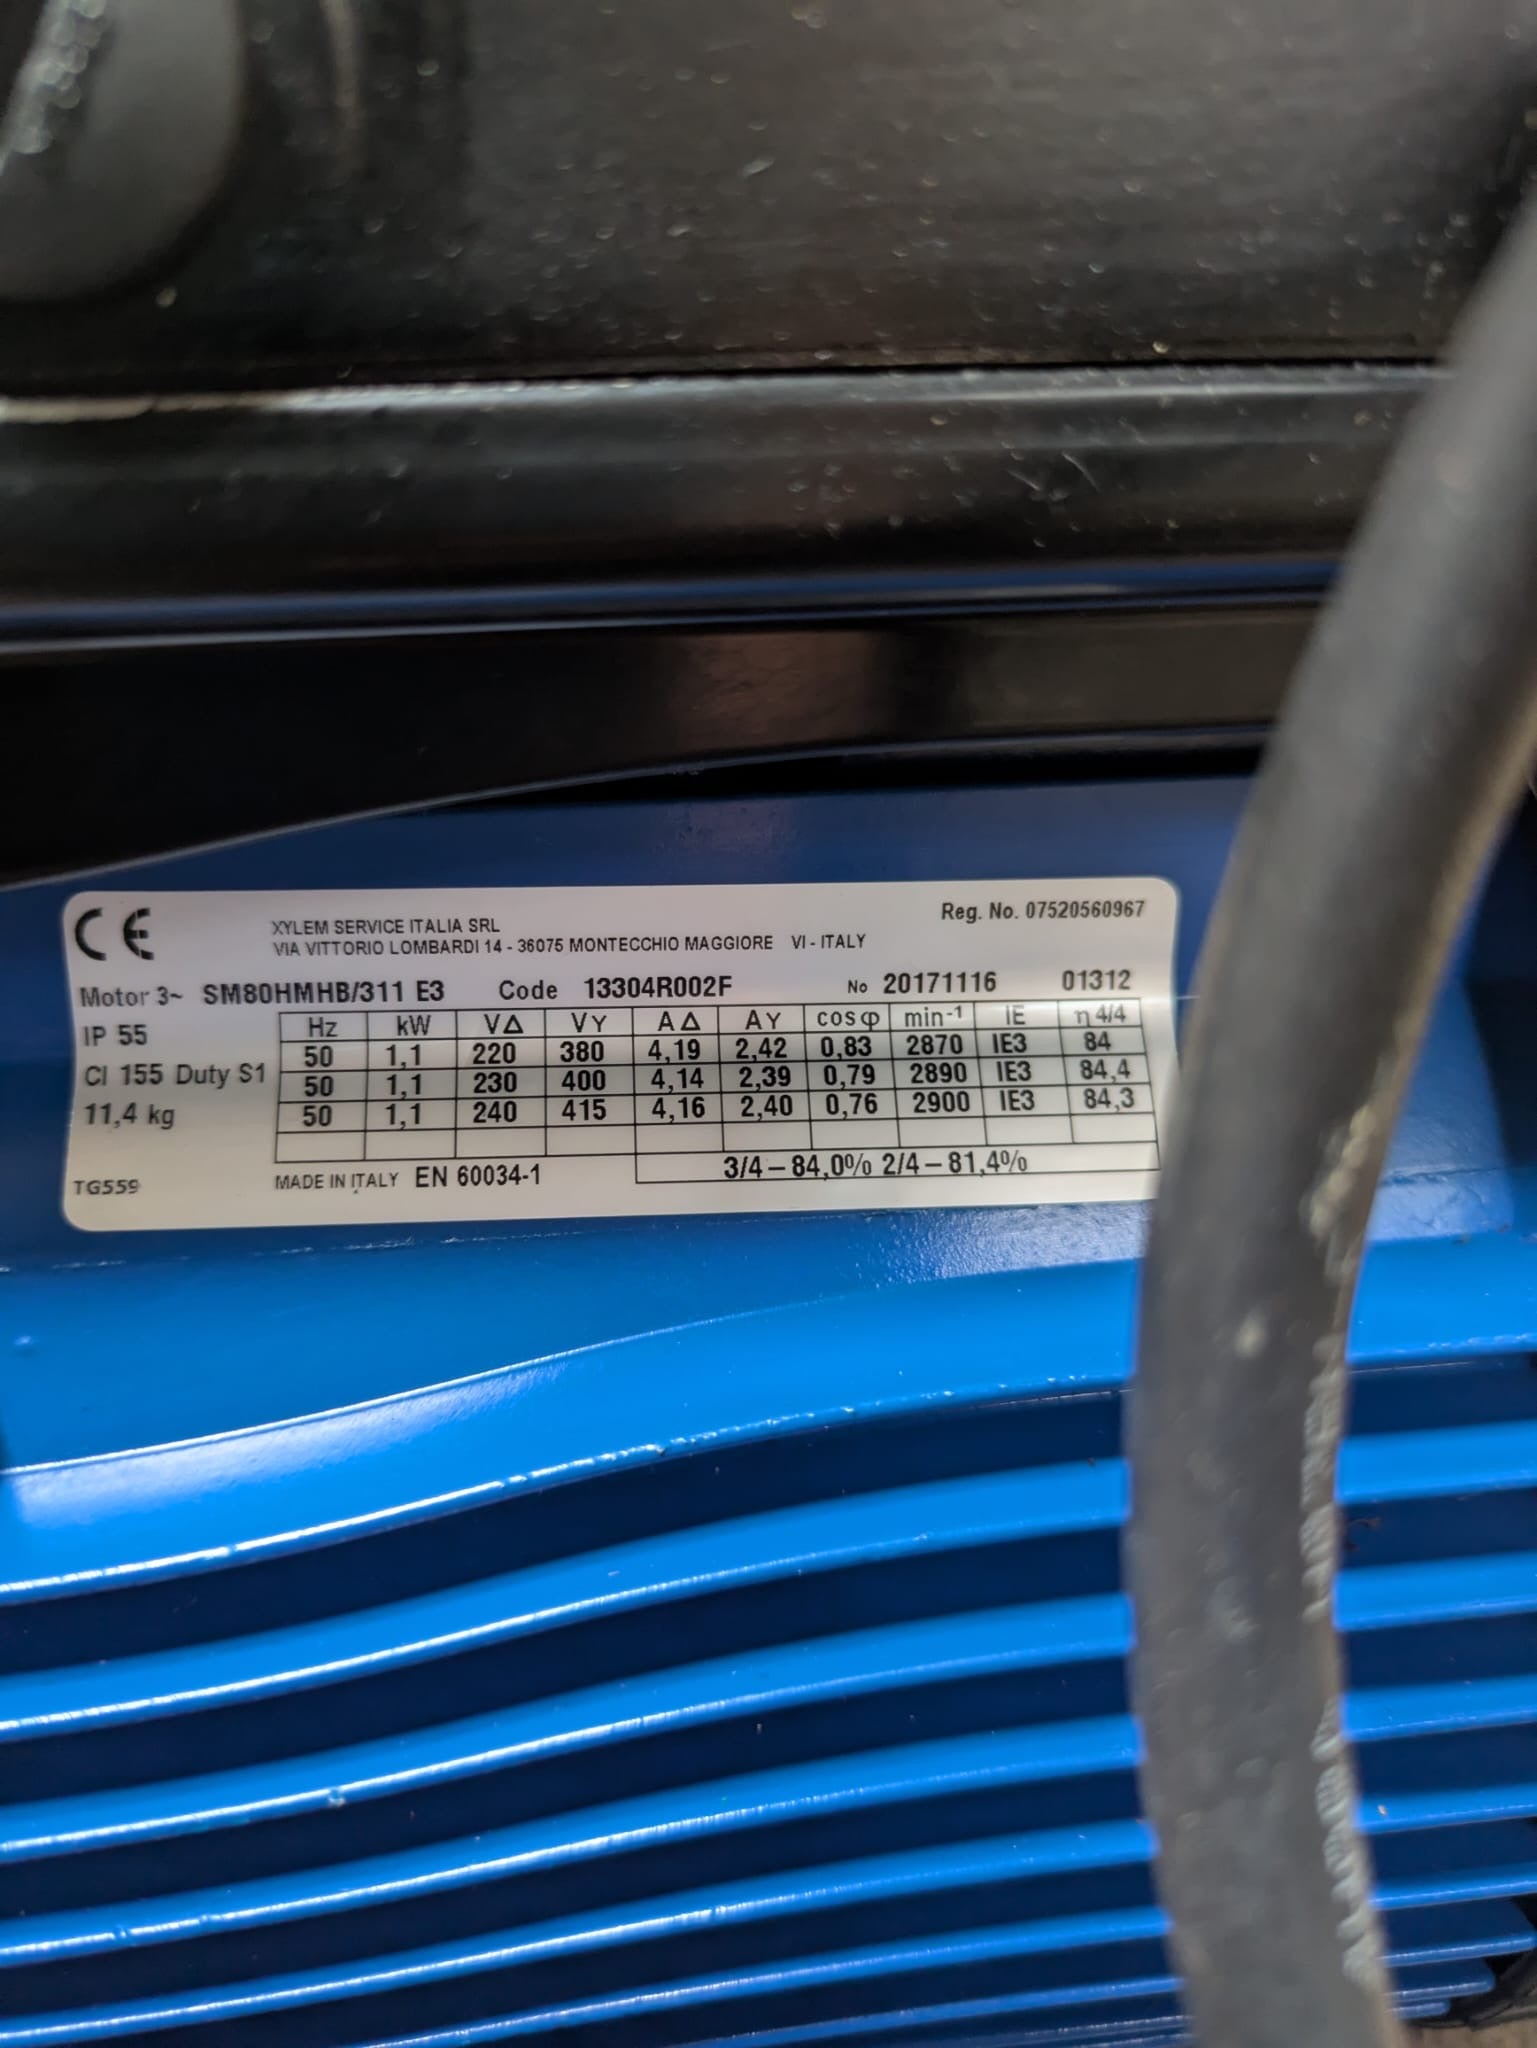 CE
XYLEM SERVICE ITALIA SRL
Reg. No. 07520560967
VIA VITTORIO LOMBARDI 14 - 36075 MONTECCHIO MAGGIORE VI - ITALY
Motor 3~ SM80HMHB/311 E3 Code 13304R002F No 20171116 01312
IP 55
Cl 155 Duty S1
11,4 kg
TG559
Hz kW V∆ VY A∆ AY cosφ min⁻¹ IE η 4/4
50 1,1 220 380 4,19 2,42 0,83 2870 IE3 84
50 1,1 230 400 4,14 2,39 0,79 2890 IE3 84,4
50 1,1 240 415 4,16 2,40 0,76 2900 IE3 84,3
3/4 – 84,0% 2/4 – 81,4%
MADE IN ITALY EN 60034-1